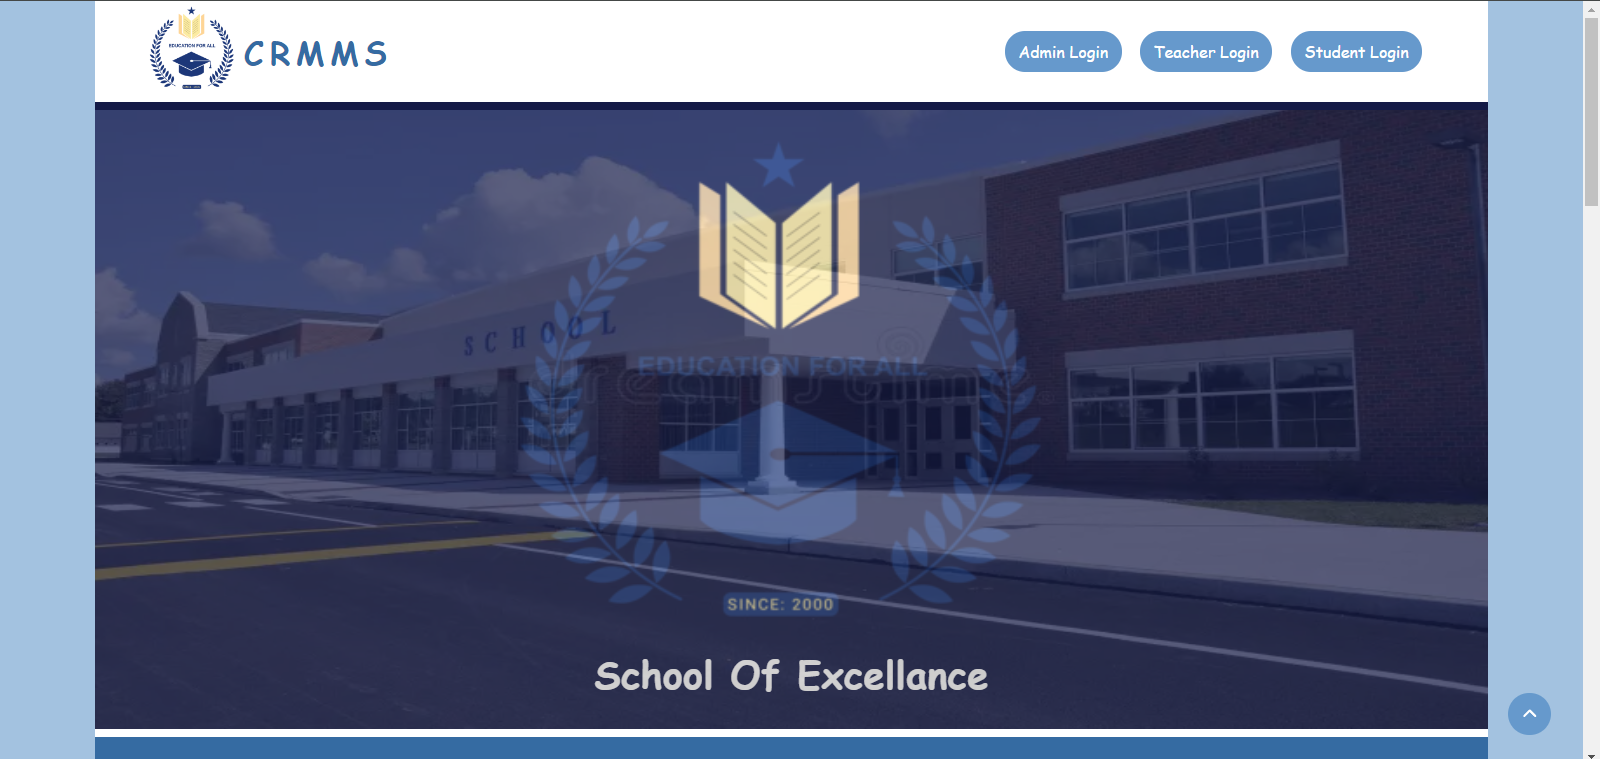 EDUCATION FOR ALL
CRMMS
Admin Login
Teacher Login
Student Login
SCHOOL
EDUCATION FOR ALL
dreamstime
SINCE: 2000
School Of Excellance